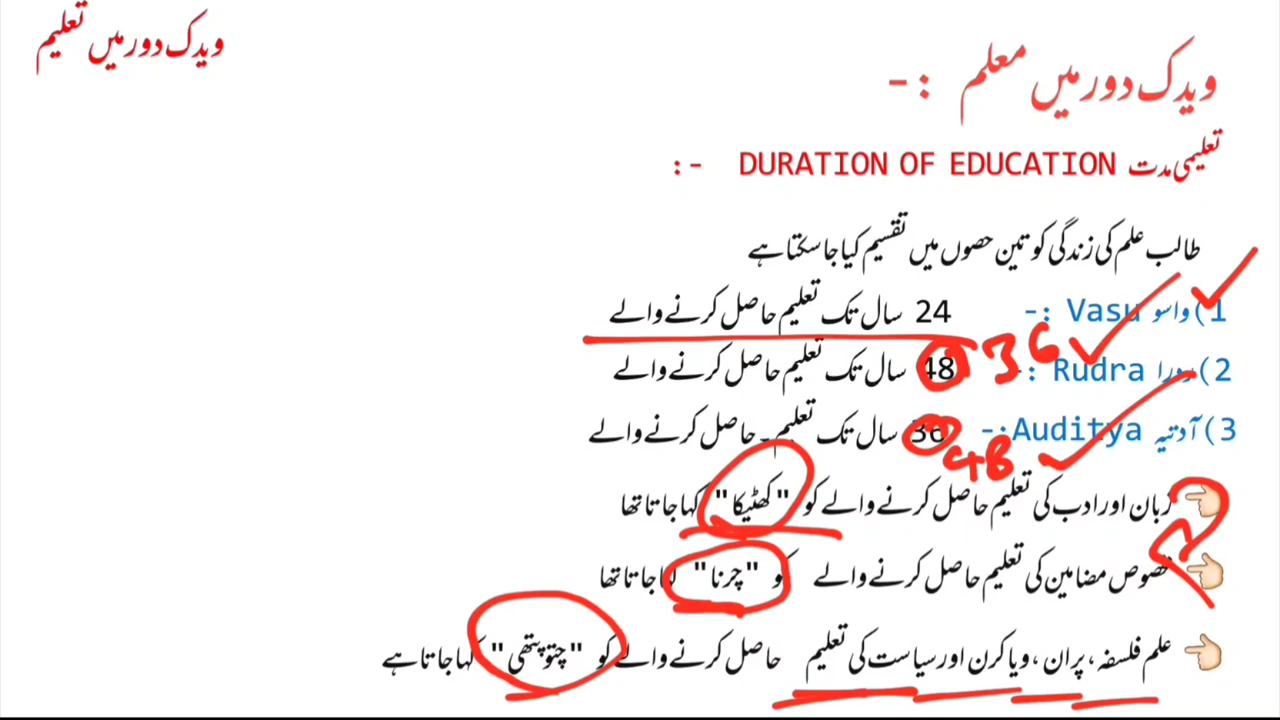 ویدک دور میں تعلیم
ویدک دور میں معلم :-
تعلیمی مدت DURATION OF EDUCATION :-
طالب علم کی زندگی کو تین حصوں میں تقسیم کیا جا سکتا ہے
1) واسو Vasu :- 24 سال تک تعلیم حاصل کرنے والے
36
2) رودرا Rudra :- 48 سال تک تعلیم حاصل کرنے والے
3) آدتیہ Auditya :- 36 سال تک تعلیم حاصل کرنے والے
48
زبان اور ادب کی تعلیم حاصل کرنے والے کو "گھٹیکا" کہا جاتا تھا
مخصوص مضامین کی تعلیم حاصل کرنے والے کو "چرنا" کہا جاتا تھا
علم فلسفہ، پران، ویاکرن اور سیاست کی تعلیم حاصل کرنے والے کو "چتوپتھی" کہا جاتا ہے